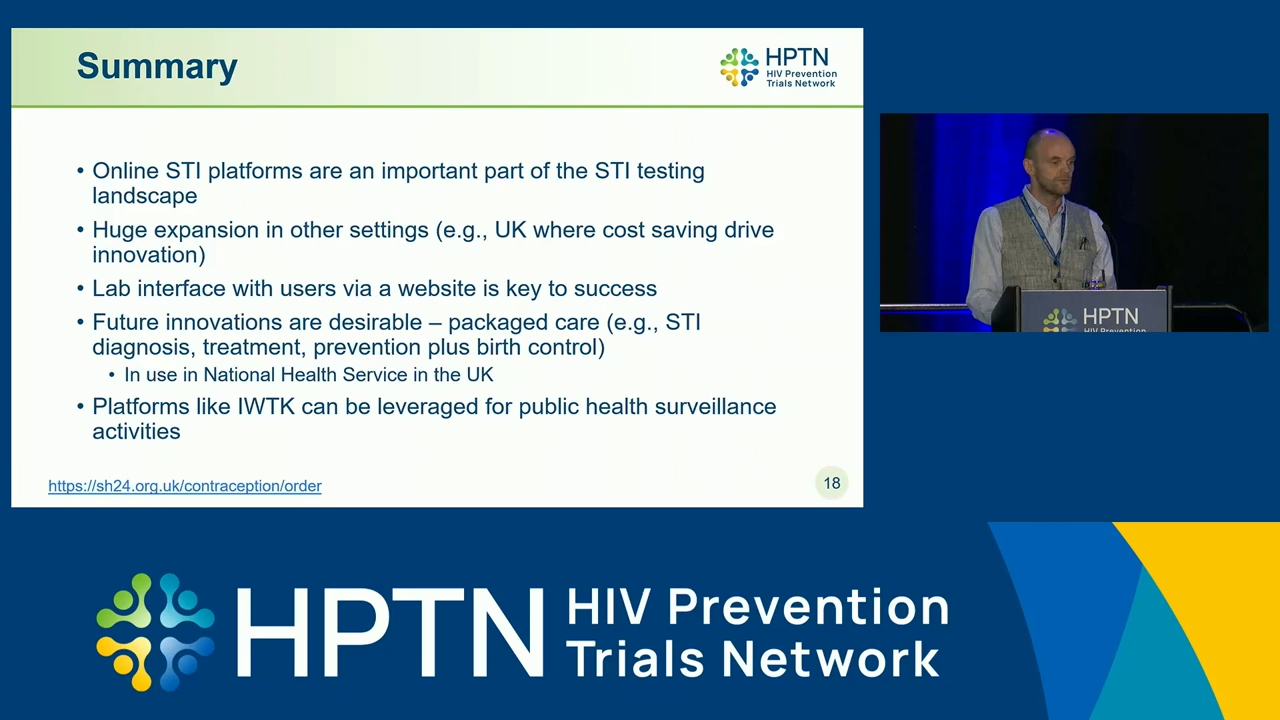 Summary
HPTN
HIV Prevention
Trials Network
• Online STI platforms are an important part of the STI testing
landscape
• Huge expansion in other settings (e.g., UK where cost saving drive
innovation)
• Lab interface with users via a website is key to success
• Future innovations are desirable – packaged care (e.g., STI
diagnosis, treatment, prevention plus birth control)
• In use in National Health Service in the UK
• Platforms like IWTK can be leveraged for public health surveillance
activities
https://sh24.org.uk/contraception/order
18
HPTN
HIV Prevention
HPTN
HIV Prevention
Trials Network